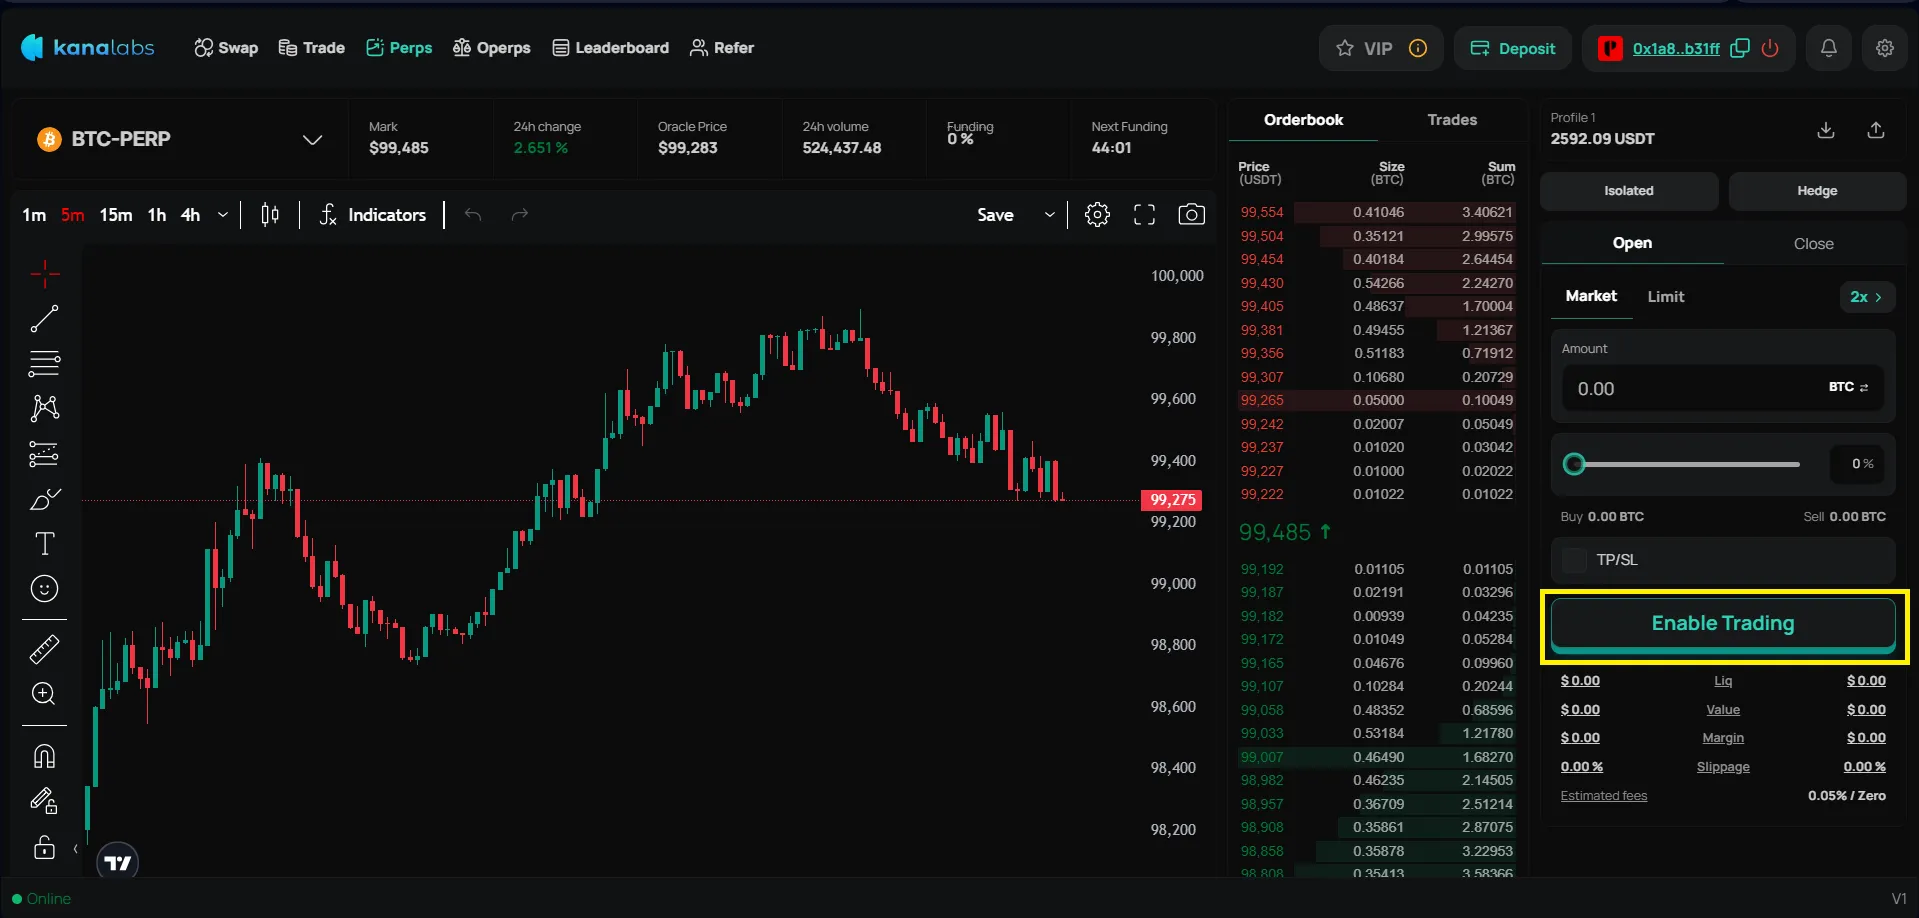 kanalabs Swap Trade Perps Operps Leaderboard Refer VIP Deposit 0x1a8..b31ff
BTC-PERP
Mark
$99,485
24h change
2.651 %
Oracle Price
$99,283
24h volume
524,437.48
Funding
0 %
Next Funding
44:01
1m 5m 15m 1h 4h Indicators Save
100,000
99,800
99,600
99,400
99,275
99,200
99,000
98,800
98,600
98,400
98,200
Orderbook Trades
Price Size Sum
(USDT) (BTC) (BTC)
99,554 0.41046 3.40621
99,504 0.35121 2.99575
99,454 0.40184 2.64454
99,430 0.54266 2.24270
99,405 0.48637 1.70004
99,381 0.49455 1.21367
99,356 0.51183 0.71912
99,307 0.10680 0.20729
99,265 0.05000 0.10049
99,242 0.02007 0.05049
99,237 0.01020 0.03042
99,227 0.01000 0.02022
99,222 0.01022 0.01022
99,485 ↑
99,192 0.01105 0.01105
99,187 0.02191 0.03296
99,182 0.00939 0.04235
99,172 0.01049 0.05284
99,165 0.04676 0.09960
99,107 0.10284 0.20244
99,058 0.48352 0.68596
99,033 0.53184 1.21780
99,007 0.46490 1.68270
98,982 0.46235 2.14505
98,957 0.36709 2.51214
98,908 0.35861 2.87075
98,858 0.35878 3.22953
98,808 0.35413 3.58366
Profile 1
2592.09 USDT
Isolated Hedge
Open Close
Market Limit 2x >
Amount
0.00 BTC ⇄
0 %
Buy 0.00 BTC Sell 0.00 BTC
TP/SL
Enable Trading
$ 0.00 Liq $ 0.00
$ 0.00 Value $ 0.00
$ 0.00 Margin $ 0.00
0.00 % Slippage 0.00 %
Estimated fees 0.05% / Zero
Online V1